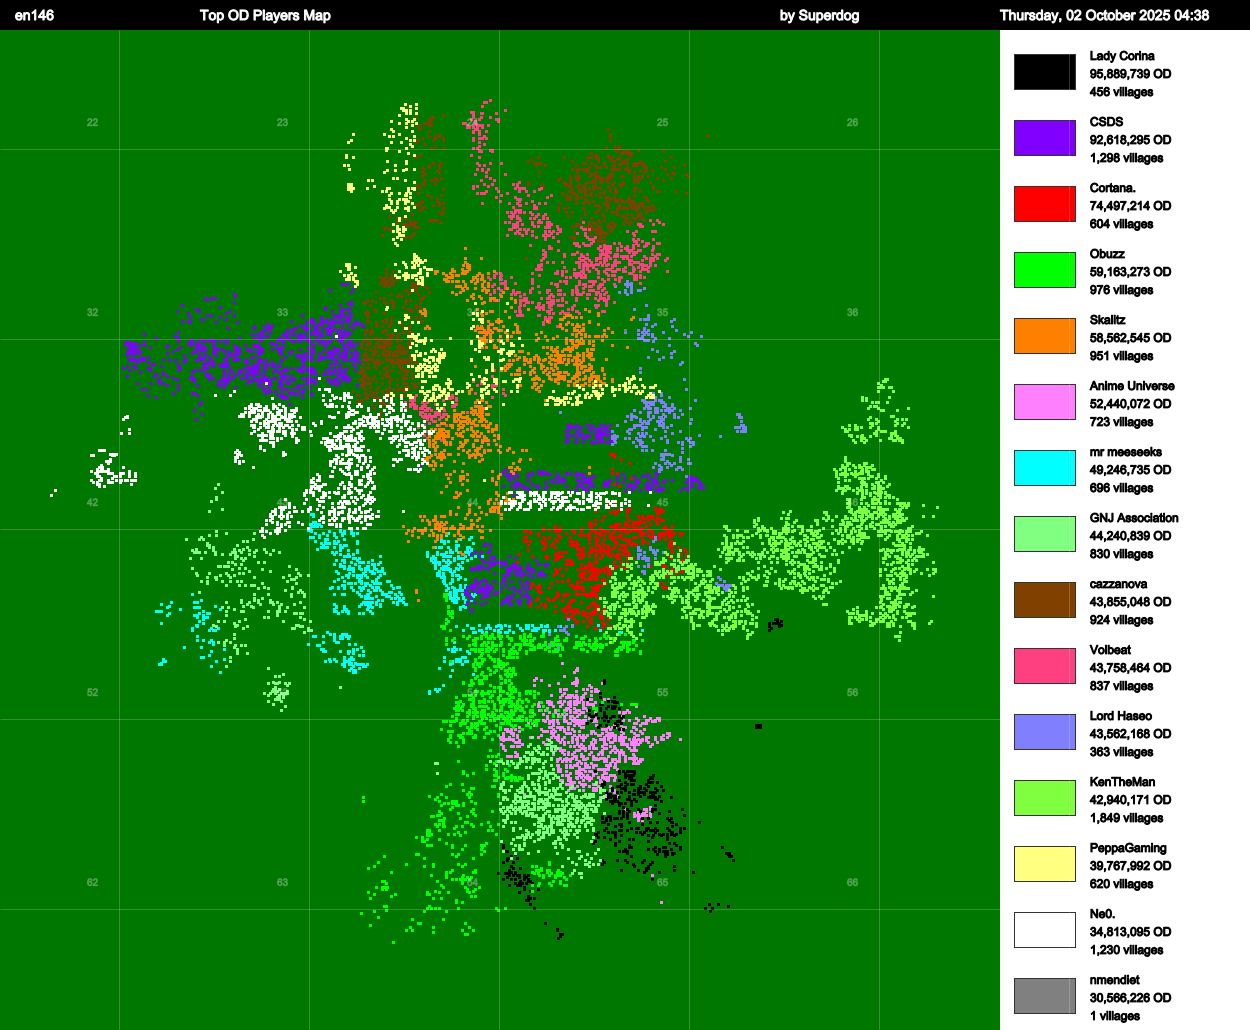 en146 Top OD Players Map by Superdog Thursday, 02 October 2025 04:38
Lady Corina
95,889,739 OD
456 villages
CSDS
92,618,295 OD
1,298 villages
Cortana.
74,497,214 OD
604 villages
Obuzz
59,163,273 OD
976 villages
Skalitz
58,562,545 OD
951 villages
Anime Universe
52,440,072 OD
723 villages
mr meeseeks
49,246,735 OD
696 villages
GNJ Association
44,240,839 OD
830 villages
cazzanova
43,855,048 OD
924 villages
Volbeat
43,758,464 OD
837 villages
Lord Haseo
43,562,168 OD
363 villages
KenTheMan
42,940,171 OD
1,849 villages
PeppaGaming
39,767,992 OD
620 villages
Ne0.
34,813,095 OD
1,230 villages
nmendiet
30,566,226 OD
1 villages
22 23 25 26
32 33 35 36
42 44 45
52 55 56
62 63 64 65 66